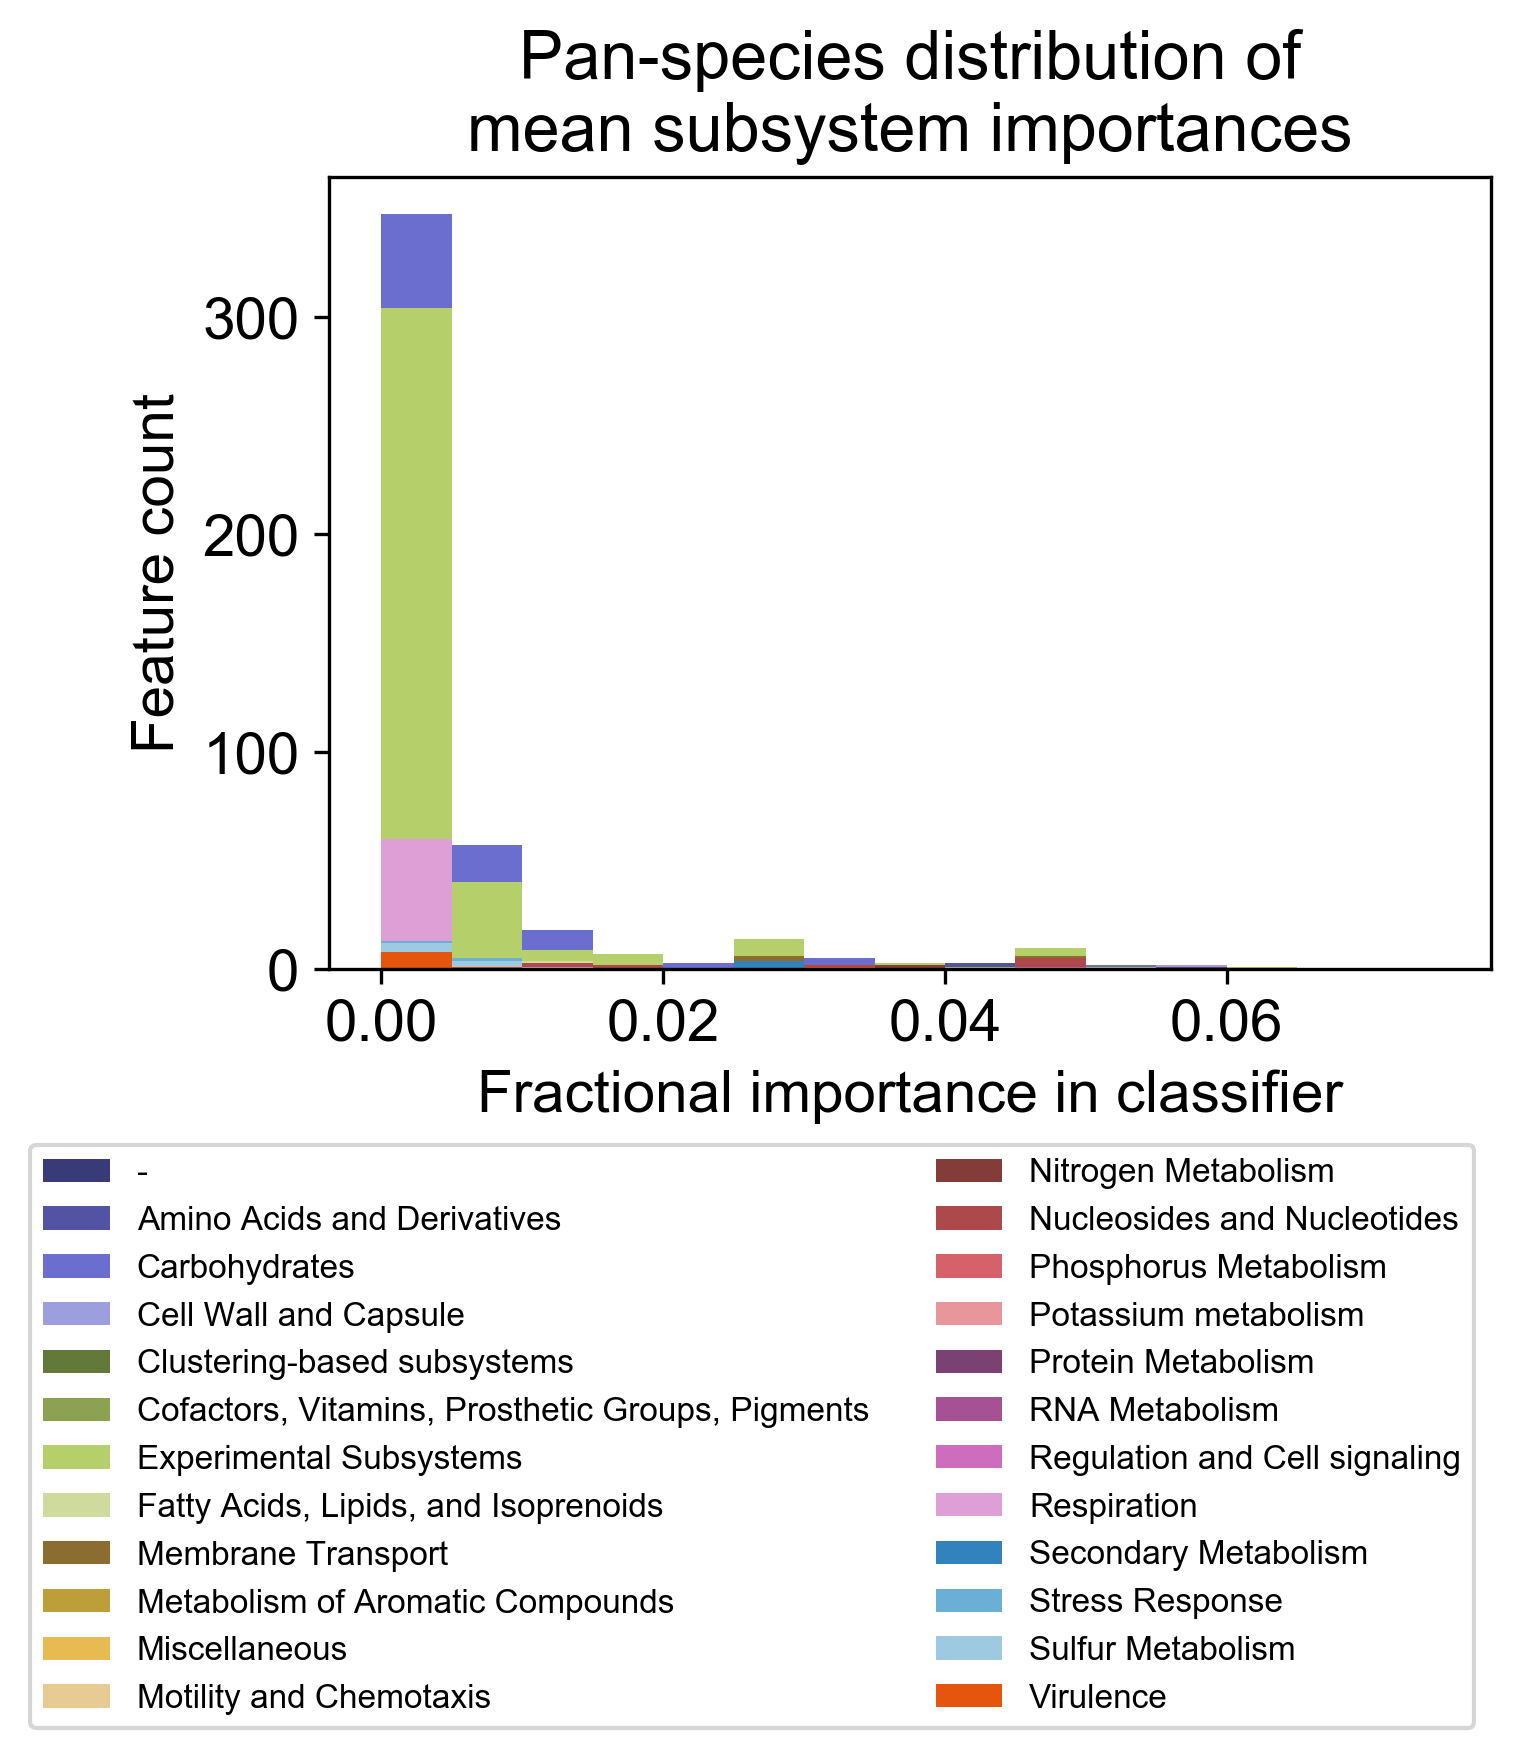 Pan-species distribution of
mean subsystem importances
300
200
100
0
Feature count
0.00 0.02 0.04 0.06
Fractional importance in classifier
-
Amino Acids and Derivatives
Carbohydrates
Cell Wall and Capsule
Clustering-based subsystems
Cofactors, Vitamins, Prosthetic Groups, Pigments
Experimental Subsystems
Fatty Acids, Lipids, and Isoprenoids
Membrane Transport
Metabolism of Aromatic Compounds
Miscellaneous
Motility and Chemotaxis
Nitrogen Metabolism
Nucleosides and Nucleotides
Phosphorus Metabolism
Potassium metabolism
Protein Metabolism
RNA Metabolism
Regulation and Cell signaling
Respiration
Secondary Metabolism
Stress Response
Sulfur Metabolism
Virulence